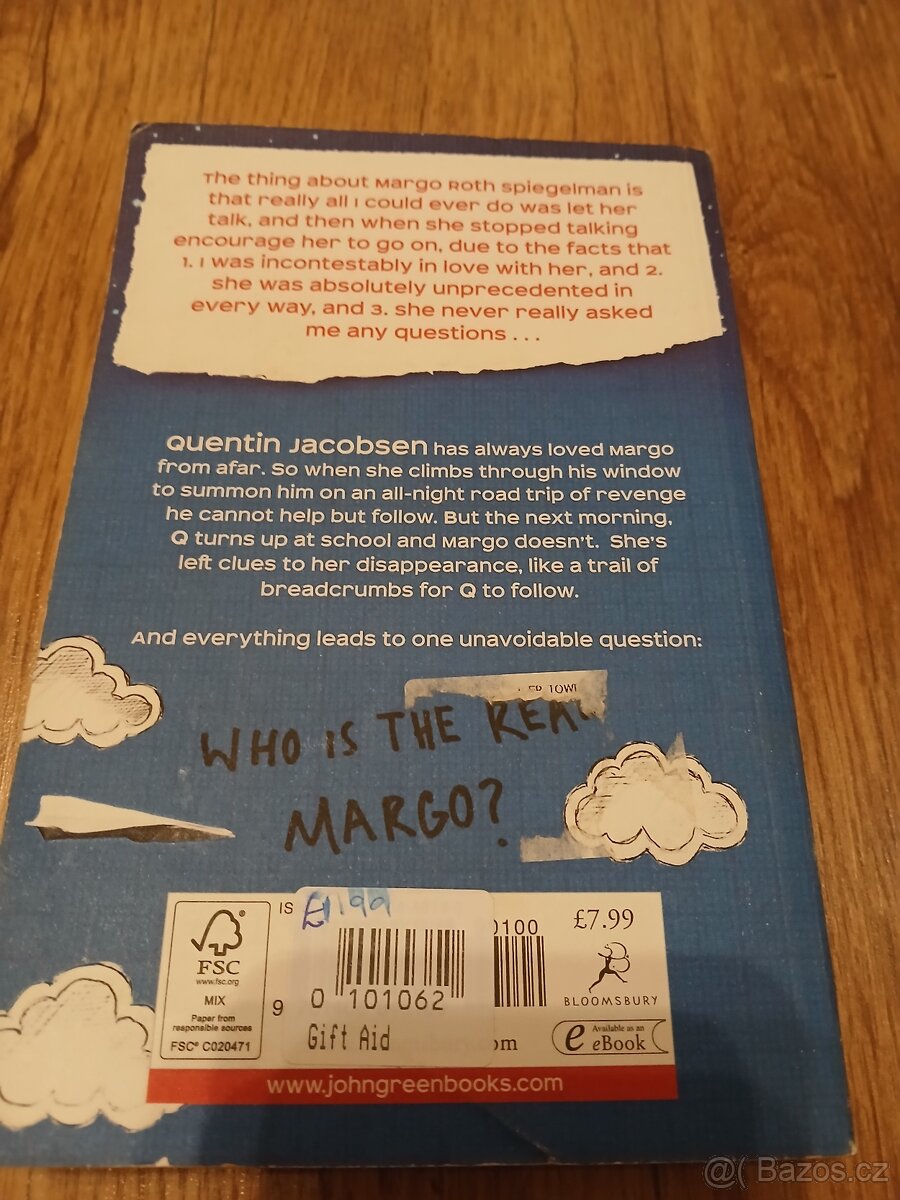 The thing about Margo Roth Spiegelman is
that really all I could ever do was let her
talk, and then when she stopped talking
encourage her to go on, due to the facts that
1. I was incontestably in love with her, and 2.
she was absolutely unprecedented in
every way, and 3. she never really asked
me any questions ...
Quentin Jacobsen has always loved Margo
from afar. So when she climbs through his window
to summon him on an all-night road trip of revenge
he cannot help but follow. But the next morning,
Q turns up at school and Margo doesn't. She's
left clues to her disappearance, like a trail of
breadcrumbs for Q to follow.
And everything leads to one unavoidable question:
WHO IS THE REA
MARGO?
FSC
www.fsc.org
MIX
Paper from
responsible sources
FSC® C020471
IS
£1.99
9
0 101062
Gift Aid
0100
om
£7.99
BLOOMSBURY
e Available as an
eBook
www.johngreenbooks.com
@( Bazos.cz